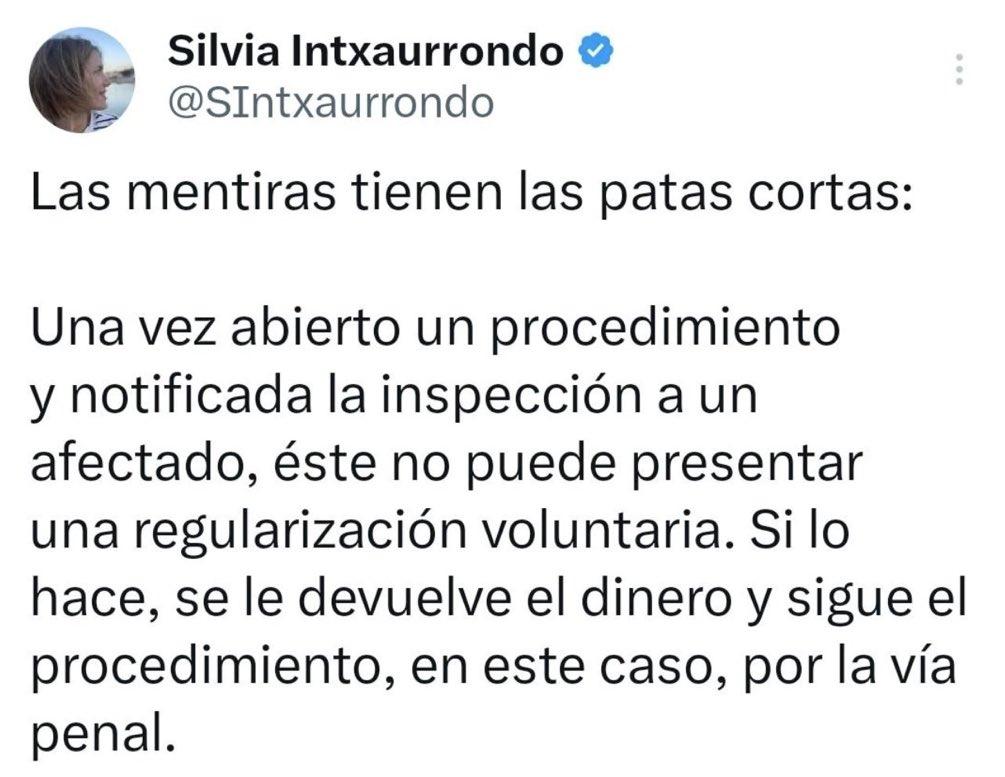 Silvia Intxaurrondo
@SIntxaurrondo
Las mentiras tienen las patas cortas:
Una vez abierto un procedimiento
y notificada la inspección a un
afectado, éste no puede presentar
una regularización voluntaria. Si lo
hace, se le devuelve el dinero y sigue el
procedimiento, en este caso, por la vía
penal.